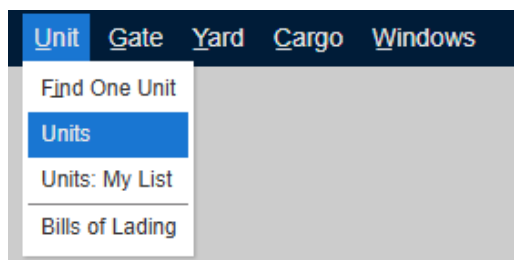 Unit Gate Yard Cargo Windows
Find One Unit
Units
Units: My List
Bills of Lading